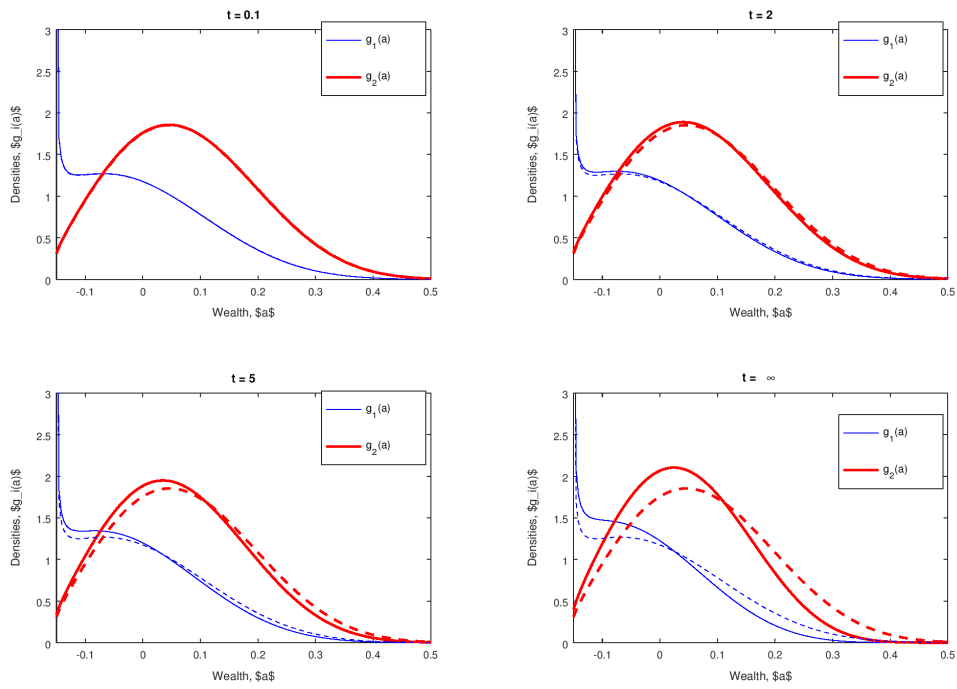 t = 0.1
g_1(a)
g_2(a)
Densities, $g_i(a)$
3
2.5
2
1.5
1
0.5
0
-0.1
0
0.1
0.2
0.3
0.4
0.5
Wealth, $a$
t = 2
g_1(a)
g_2(a)
Densities, $g_i(a)$
3
2.5
2
1.5
1
0.5
0
-0.1
0
0.1
0.2
0.3
0.4
0.5
Wealth, $a$
t = 5
g_1(a)
g_2(a)
Densities, $g_i(a)$
3
2.5
2
1.5
1
0.5
0
-0.1
0
0.1
0.2
0.3
0.4
0.5
Wealth, $a$
t = ∞
g_1(a)
g_2(a)
Densities, $g_i(a)$
3
2.5
2
1.5
1
0.5
0
-0.1
0
0.1
0.2
0.3
0.4
0.5
Wealth, $a$